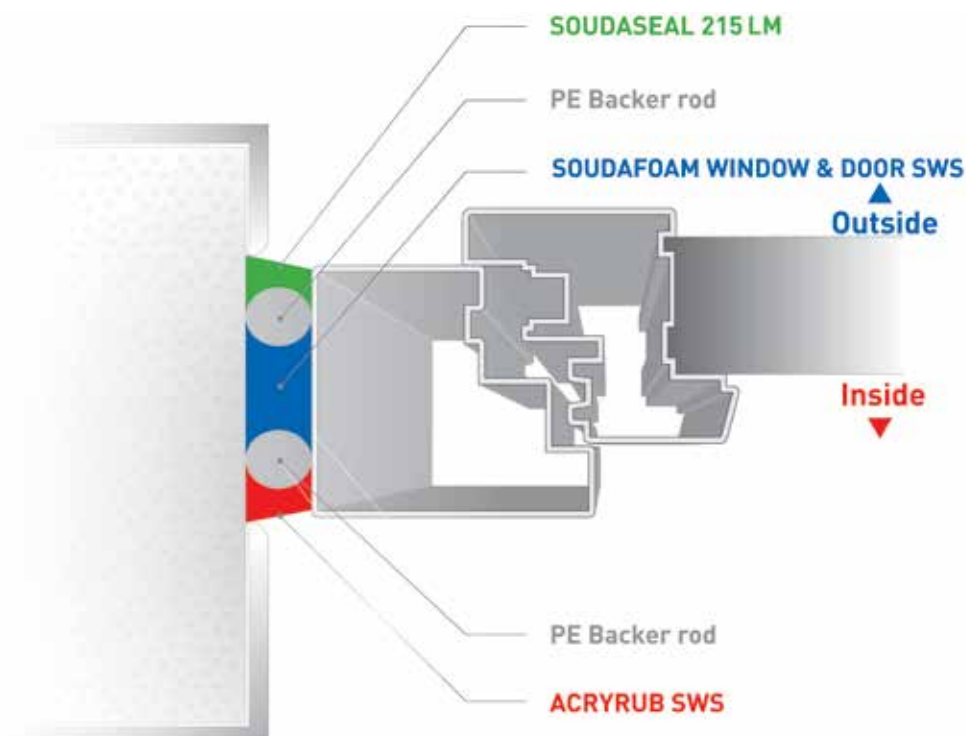 SOUDASEAL 215 LM
PE Backer rod
SOUDAFOAM WINDOW & DOOR SWS
Outside
Inside
PE Backer rod
ACRYRUB SWS